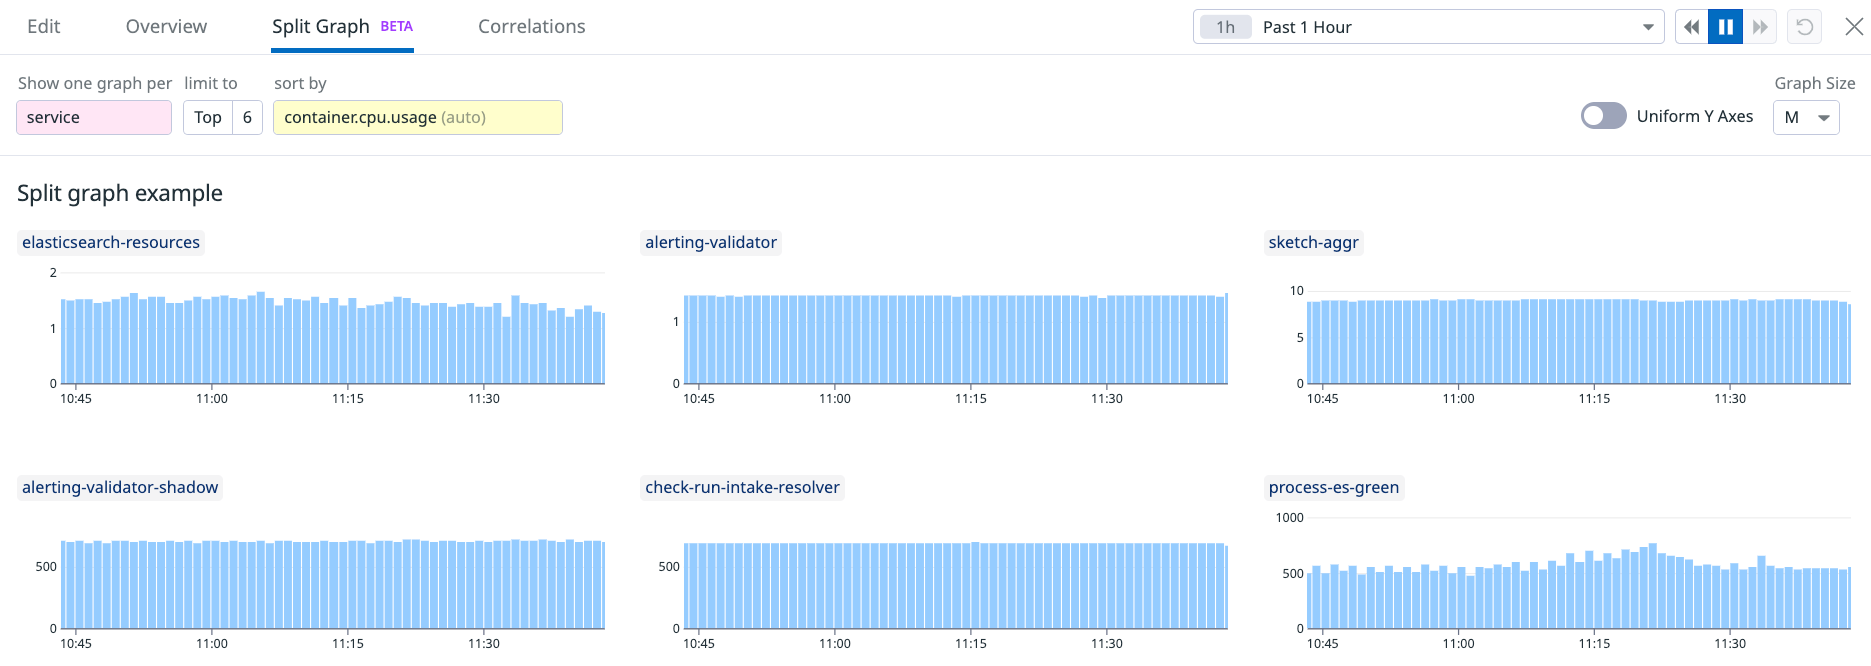 Edit Overview Split Graph BETA Correlations 1h Past 1 Hour
Show one graph per limit to sort by Graph Size
service Top 6 container.cpu.usage (auto) Uniform Y Axes M
Split graph example
elasticsearch-resources
2
1
0
10:45 11:00 11:15 11:30
alerting-validator
1
0
10:45 11:00 11:15 11:30
sketch-aggr
10
5
0
10:45 11:00 11:15 11:30
alerting-validator-shadow
500
0
10:45 11:00 11:15 11:30
check-run-intake-resolver
500
0
10:45 11:00 11:15 11:30
process-es-green
1000
500
0
10:45 11:00 11:15 11:30